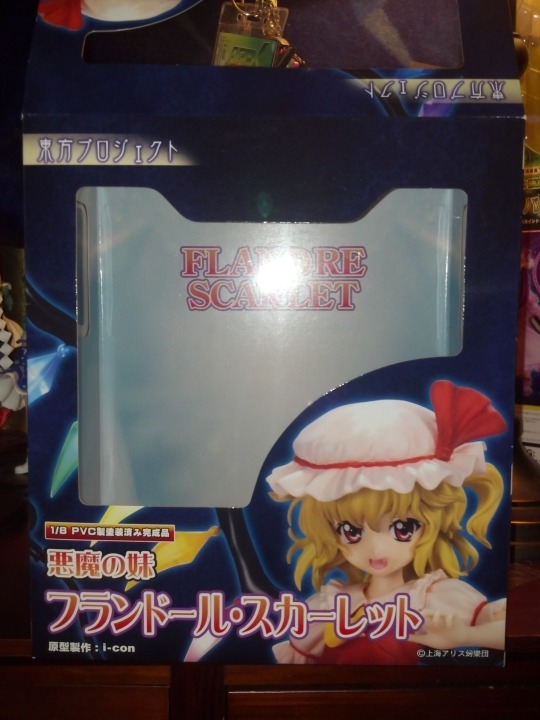 東方プロジェクト
東方プロジェクト
FLANDRE
SCARLET
1/8 PVC製塗装済み完成品
悪魔の妹
フランドール・スカーレット
原型製作：i-con
©上海アリス幻樂団